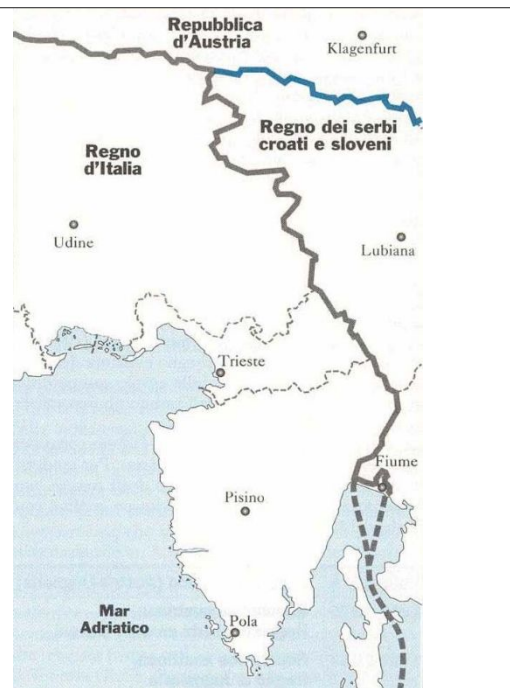 Repubblica
d'Austria
Klagenfurt
Regno dei serbi
croati e sloveni
Regno
d'Italia
Udine
Lubiana
Trieste
Fiume
Pisino
Mar
Adriatico
Pola